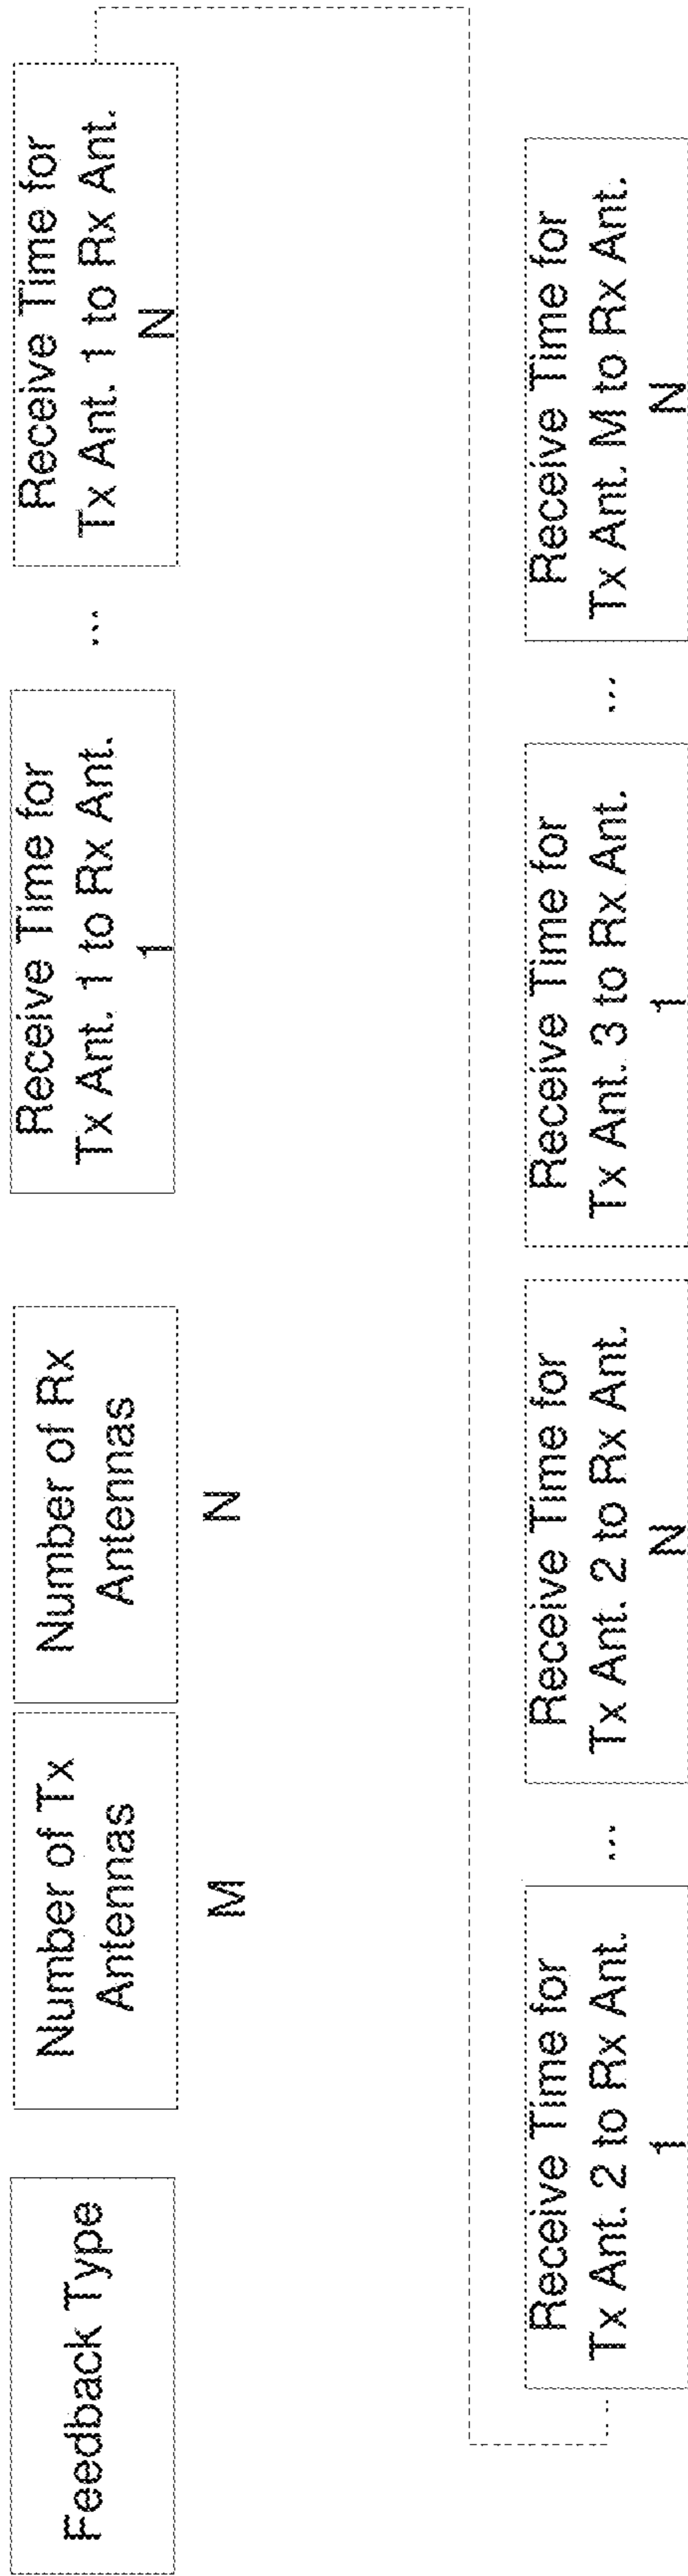 Feedback Type
Number of Tx
Antennas
M
Number of Rx
Antennas
N
Receive Time for
Tx Ant. 1 to Rx Ant.
1
...
Receive Time for
Tx Ant. 1 to Rx Ant.
N
Receive Time for
Tx Ant. 2 to Rx Ant.
1
...
Receive Time for
Tx Ant. 2 to Rx Ant.
N
Receive Time for
Tx Ant. 3 to Rx Ant.
1
...
Receive Time for
Tx Ant. M to Rx Ant.
N